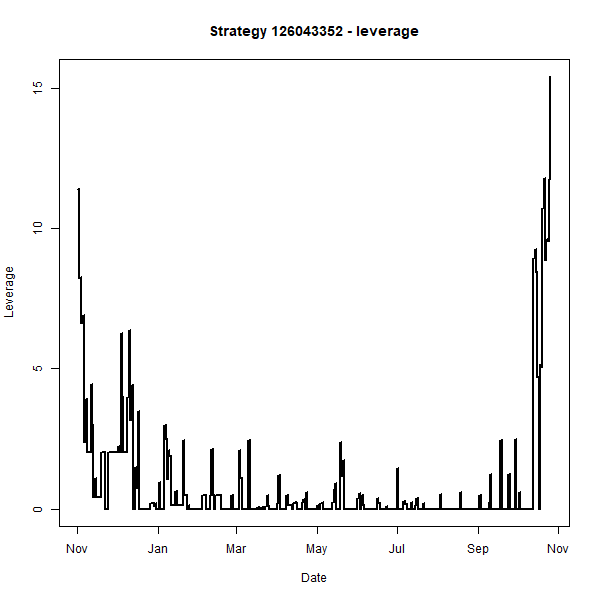 Strategy 126043352 - leverage
15
10
5
0
Leverage
Nov Jan Mar May Jul Sep Nov
Date